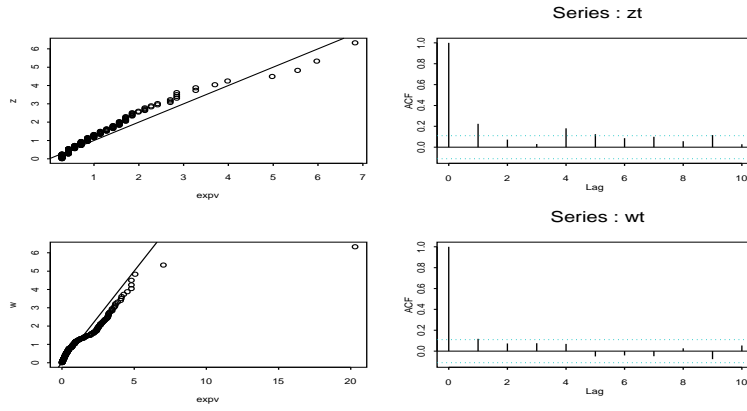 Series : zt
z
0 1 2 3 4 5 6
1 2 3 4 5 6 7
expv
ACF
0.0 0.2 0.4 0.6 0.8 1.0
0 2 4 6 8 10
Lag
Series : wt
w
0 1 2 3 4 5 6
0 5 10 15 20
expv
ACF
0.0 0.2 0.4 0.6 0.8 1.0
0 2 4 6 8 10
Lag